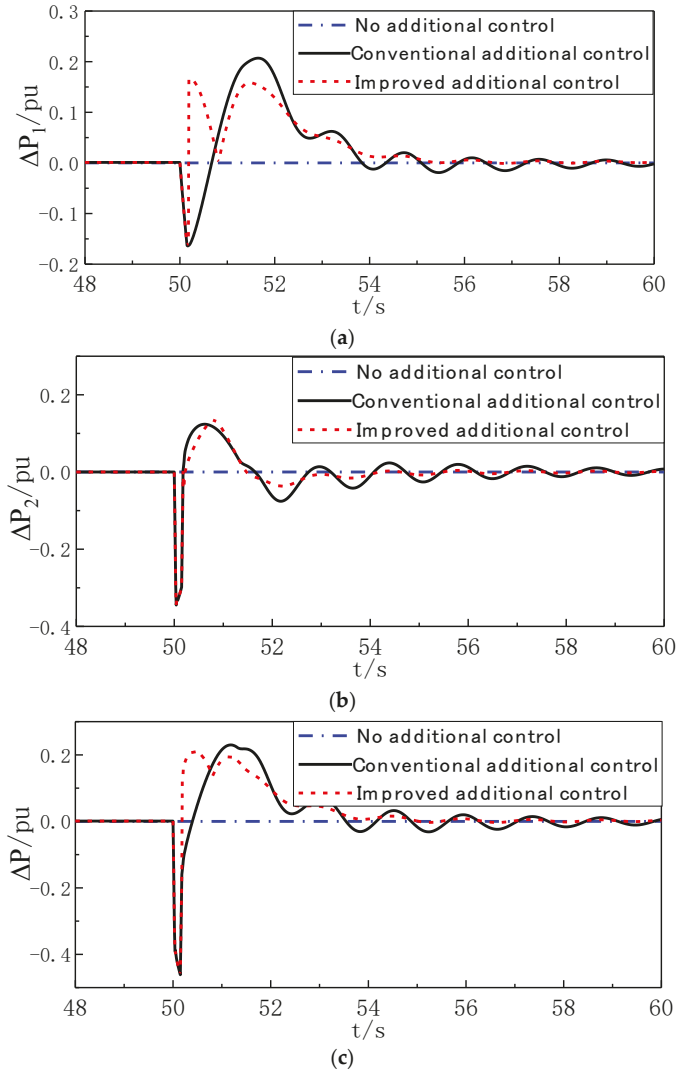 0.3
No additional control
Conventional additional control
Improved additional control
0.2
0.1
0.0
-0.1
-0.2
ΔP1/pu
48 50 52 54 56 58 60
t/s
(a)
No additional control
Conventional additional control
Improved additional control
0.2
0.0
-0.2
-0.4
ΔP2/pu
48 50 52 54 56 58 60
t/s
(b)
No additional control
Conventional additional control
Improved additional control
0.2
0.0
-0.2
-0.4
ΔP/pu
48 50 52 54 56 58 60
t/s
(c)